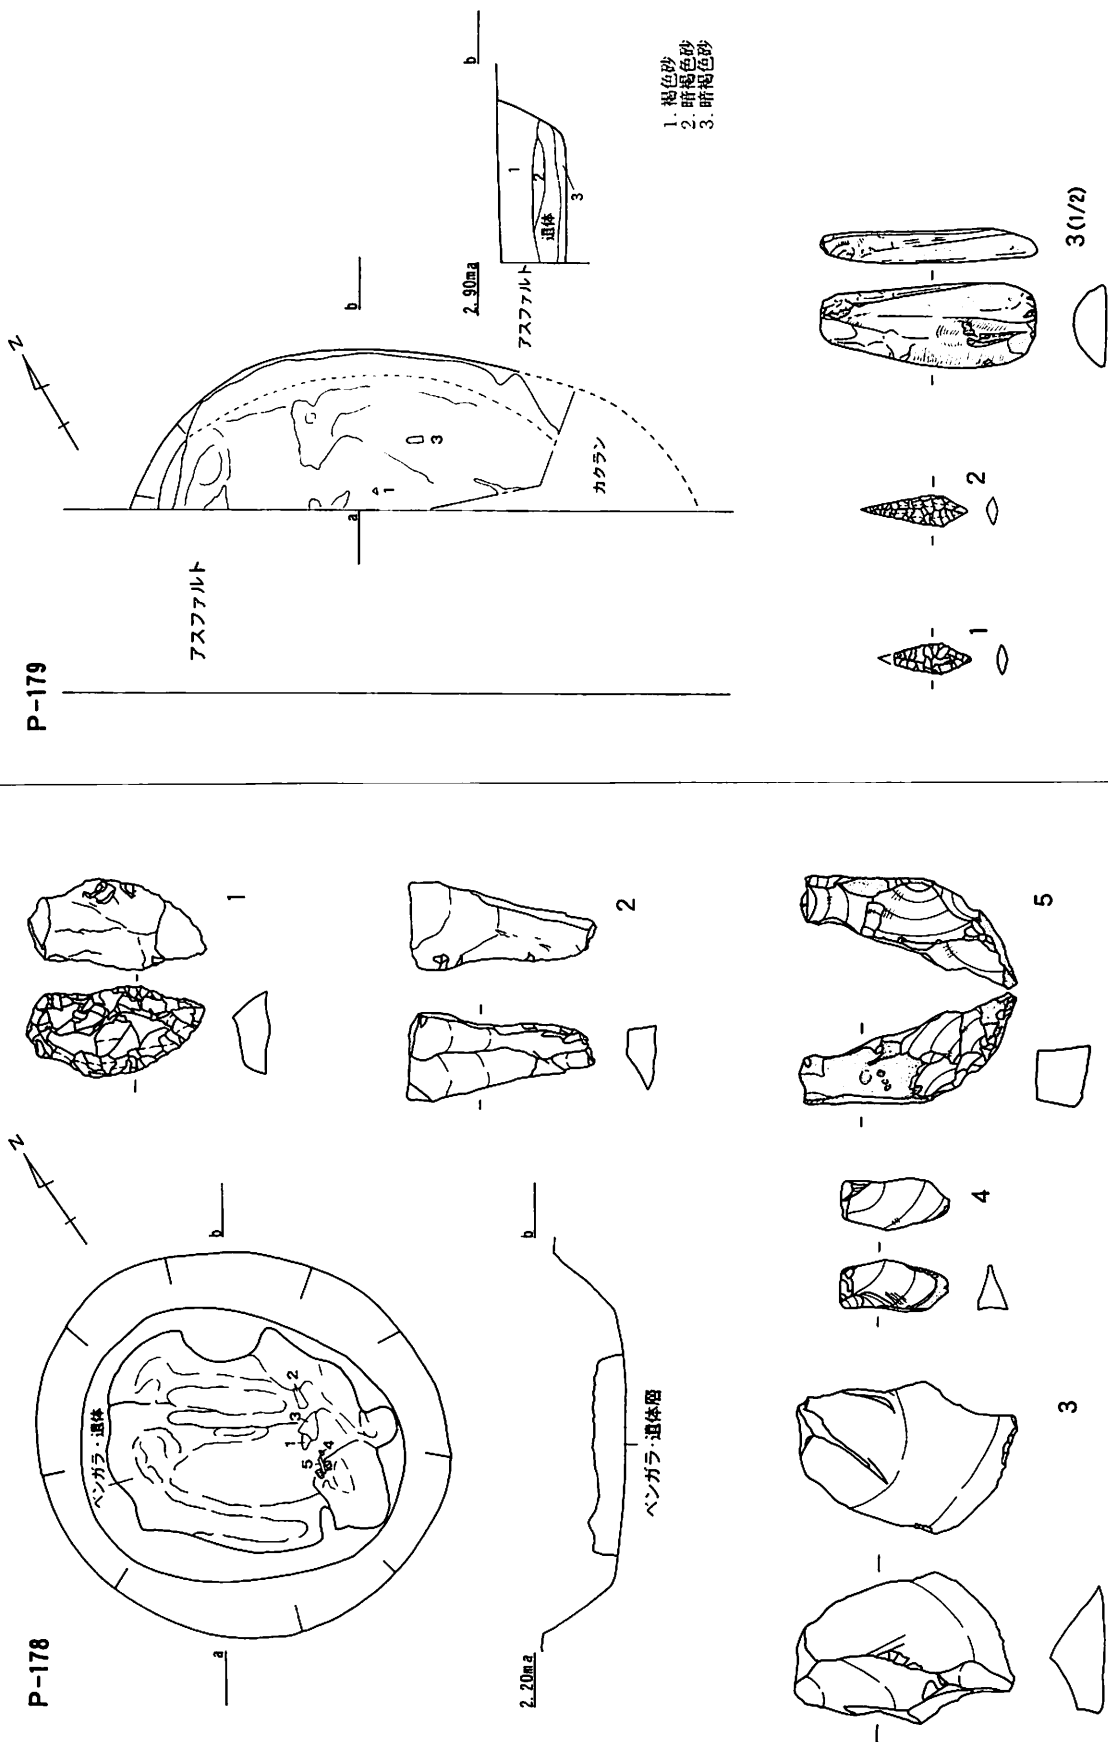 P-178
N
ベンガラ・遺体
1
2
3
4
5
a
b
2.20m a
b
ベンガラ・遺体層
1
2
3
4
5
P-179
N
アスファルト
a
b
1
3
カクラン
2.90m a
b
アスファルト
1
2
遺体
3
1. 褐色砂
2. 暗褐色砂
3. 暗褐色砂
1
2
3 (1/2)